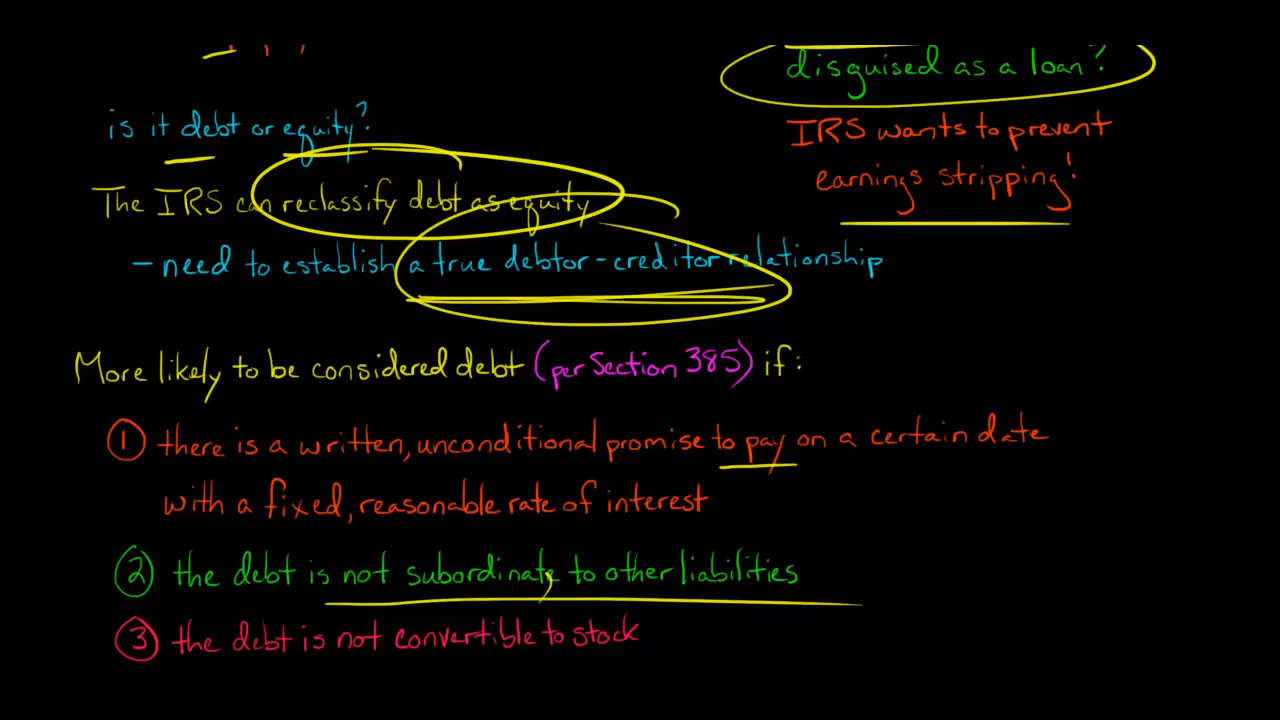 disguised as a loan?
is it debt or equity?
IRS wants to prevent
earnings stripping!
The IRS can reclassify debt as equity
- need to establish a true debtor-creditor relationship
More likely to be considered debt (per Section 385) if:
1 there is a written, unconditional promise to pay on a certain date
with a fixed, reasonable rate of interest
2 the debt is not subordinate to other liabilities
3 the debt is not convertible to stock